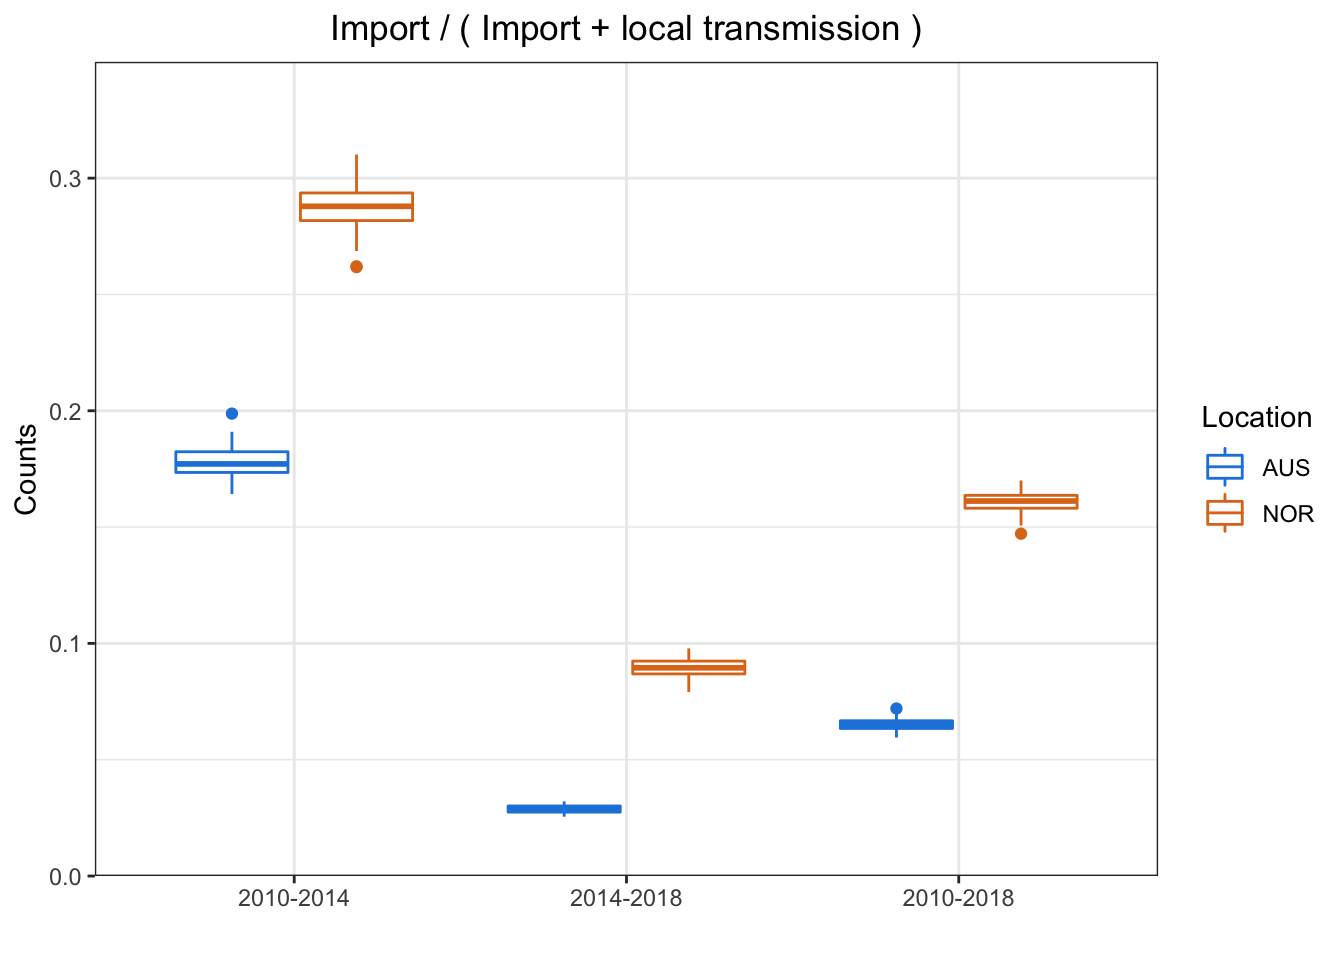 Import / ( Import + local transmission )
Counts
0.3
0.2
0.1
0.0
2010-2014
2014-2018
2010-2018
Location
AUS
NOR